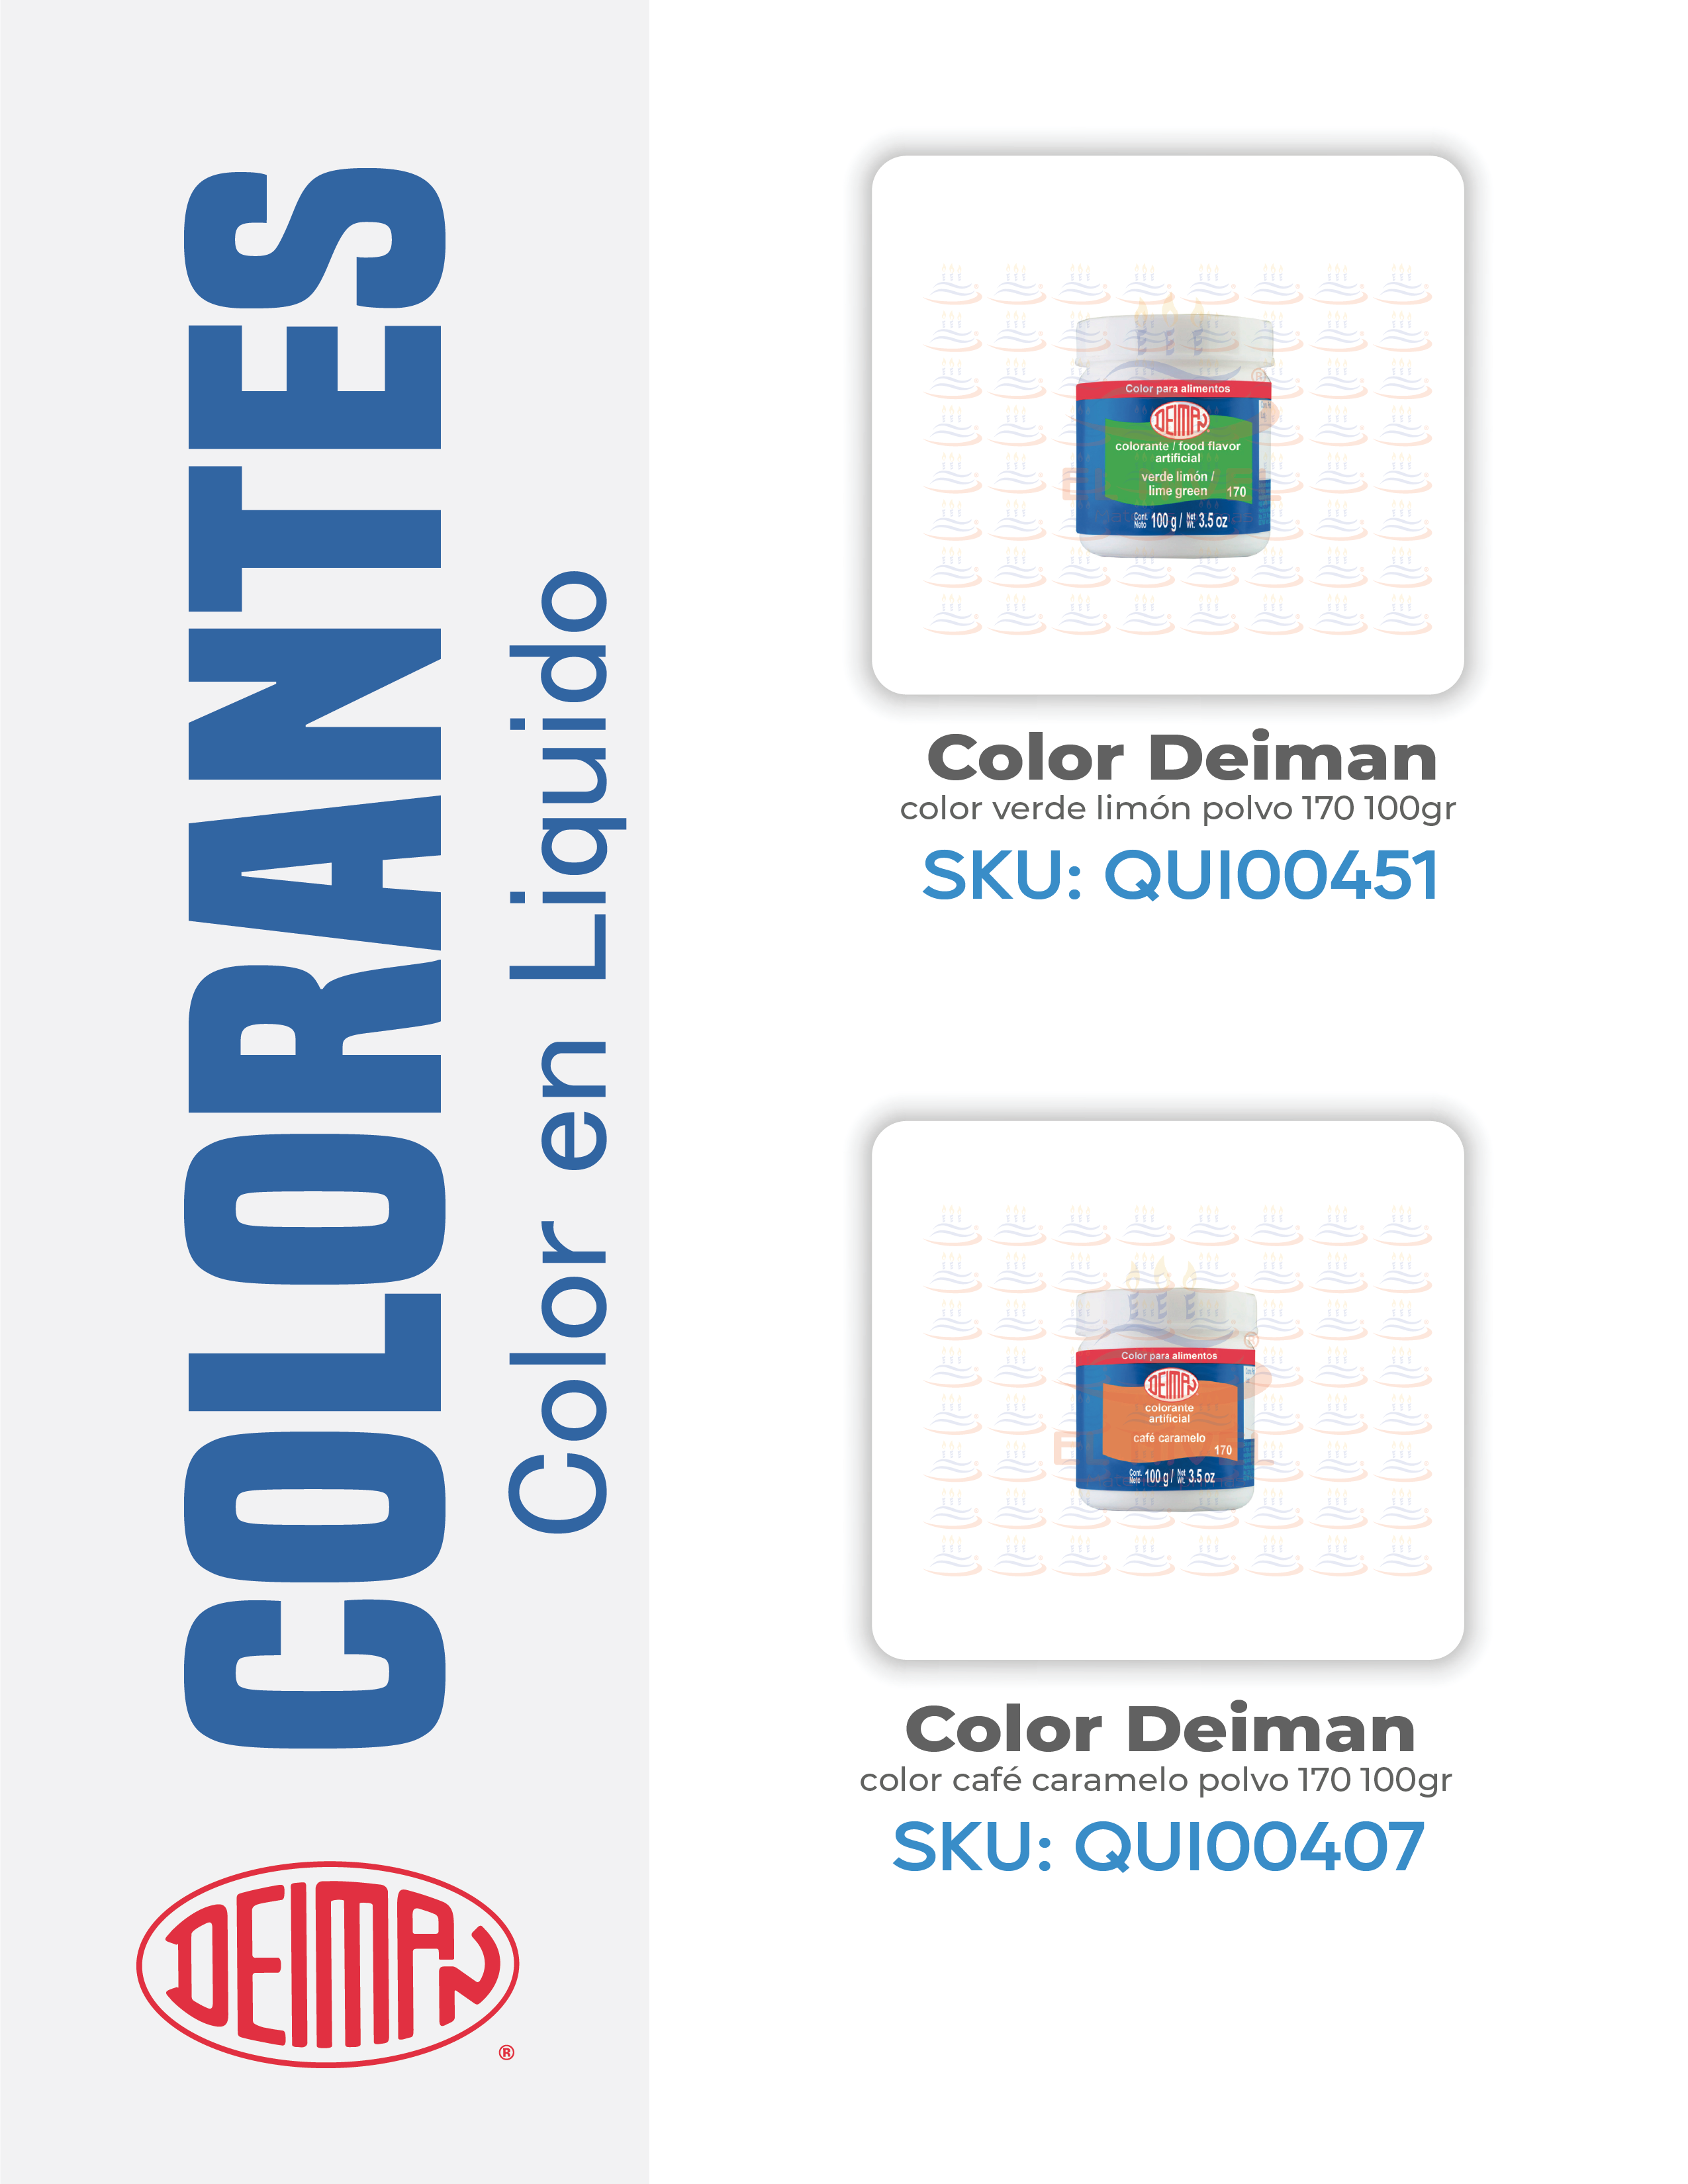 COLORANTES
Color en Liquido
DEIMAN
®
Color para alimentos
DEIMAN
colorante / food flavor
artificial
verde limón /
lime green 170
Cont. Neto 100 g / Net Wt. 3.5 oz
Color Deiman
color verde limón polvo 170 100gr
SKU: QUI00451
Color para alimentos
DEIMAN
colorante
artificial
café caramelo
170
Cont. Neto 100 g / Net Wt. 3.5 oz
Color Deiman
color café caramelo polvo 170 100gr
SKU: QUI00407